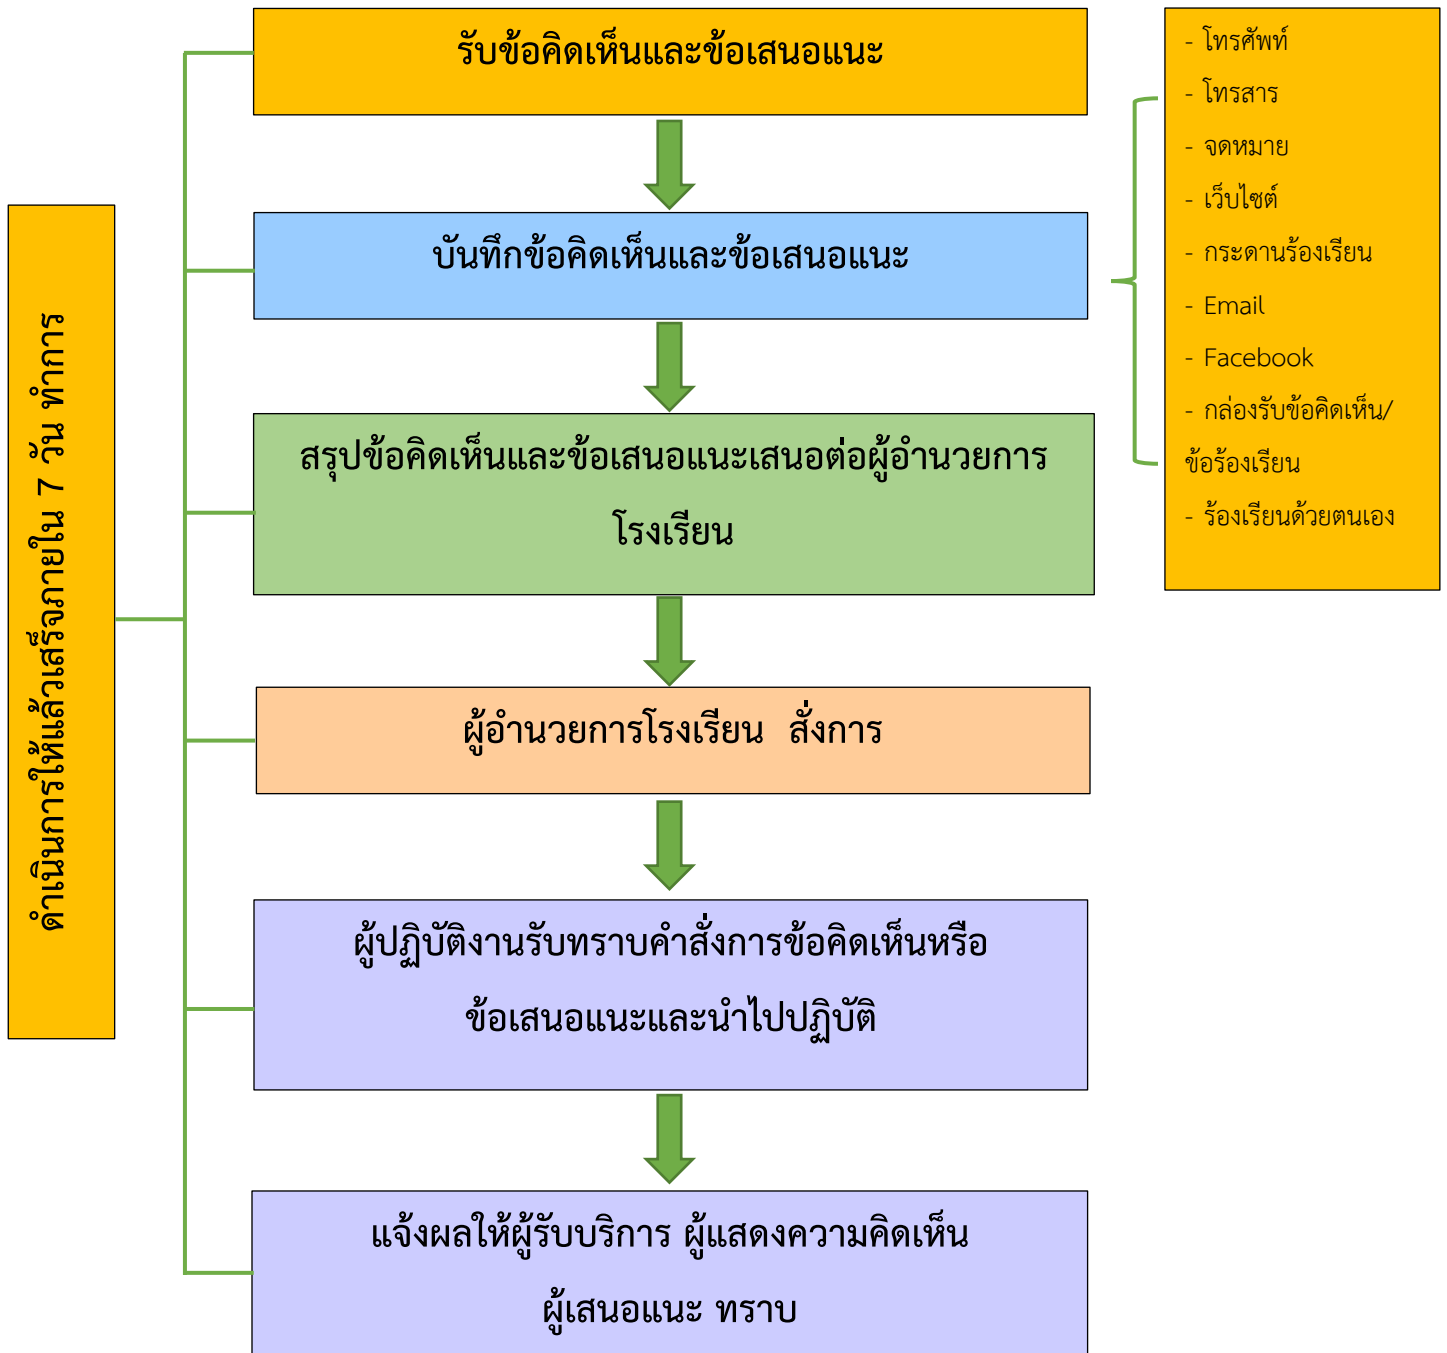 รับข้อคิดเห็นและข้อเสนอแนะ
บันทึกข้อคิดเห็นและข้อเสนอแนะ
สรุปข้อคิดเห็นและข้อเสนอแนะเสนอต่อผู้อำนวยการ
โรงเรียน
ผู้อำนวยการโรงเรียน  สั่งการ
ผู้ปฏิบัติงานรับทราบคำสั่งการข้อคิดเห็นหรือ
ข้อเสนอแนะและนำไปปฏิบัติ
แจ้งผลให้ผู้รับบริการ ผู้แสดงความคิดเห็น
ผู้เสนอแนะ ทราบ
ดำเนินการให้แล้วเสร็จภายใน 7 วัน ทำการ
- โทรศัพท์
- โทรสาร
- จดหมาย
- เว็บไซต์
- กระดานร้องเรียน
- Email
- Facebook
- กล่องรับข้อคิดเห็น/
ข้อร้องเรียน
- ร้องเรียนด้วยตนเอง